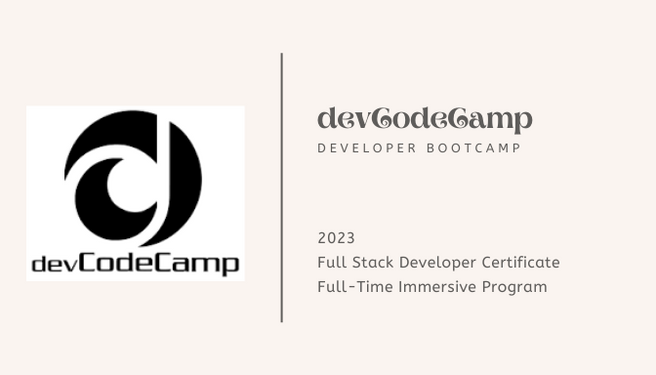 devCodeCamp
devCodeCamp
DEVELOPER BOOTCAMP
2023
Full Stack Developer Certificate
Full-Time Immersive Program